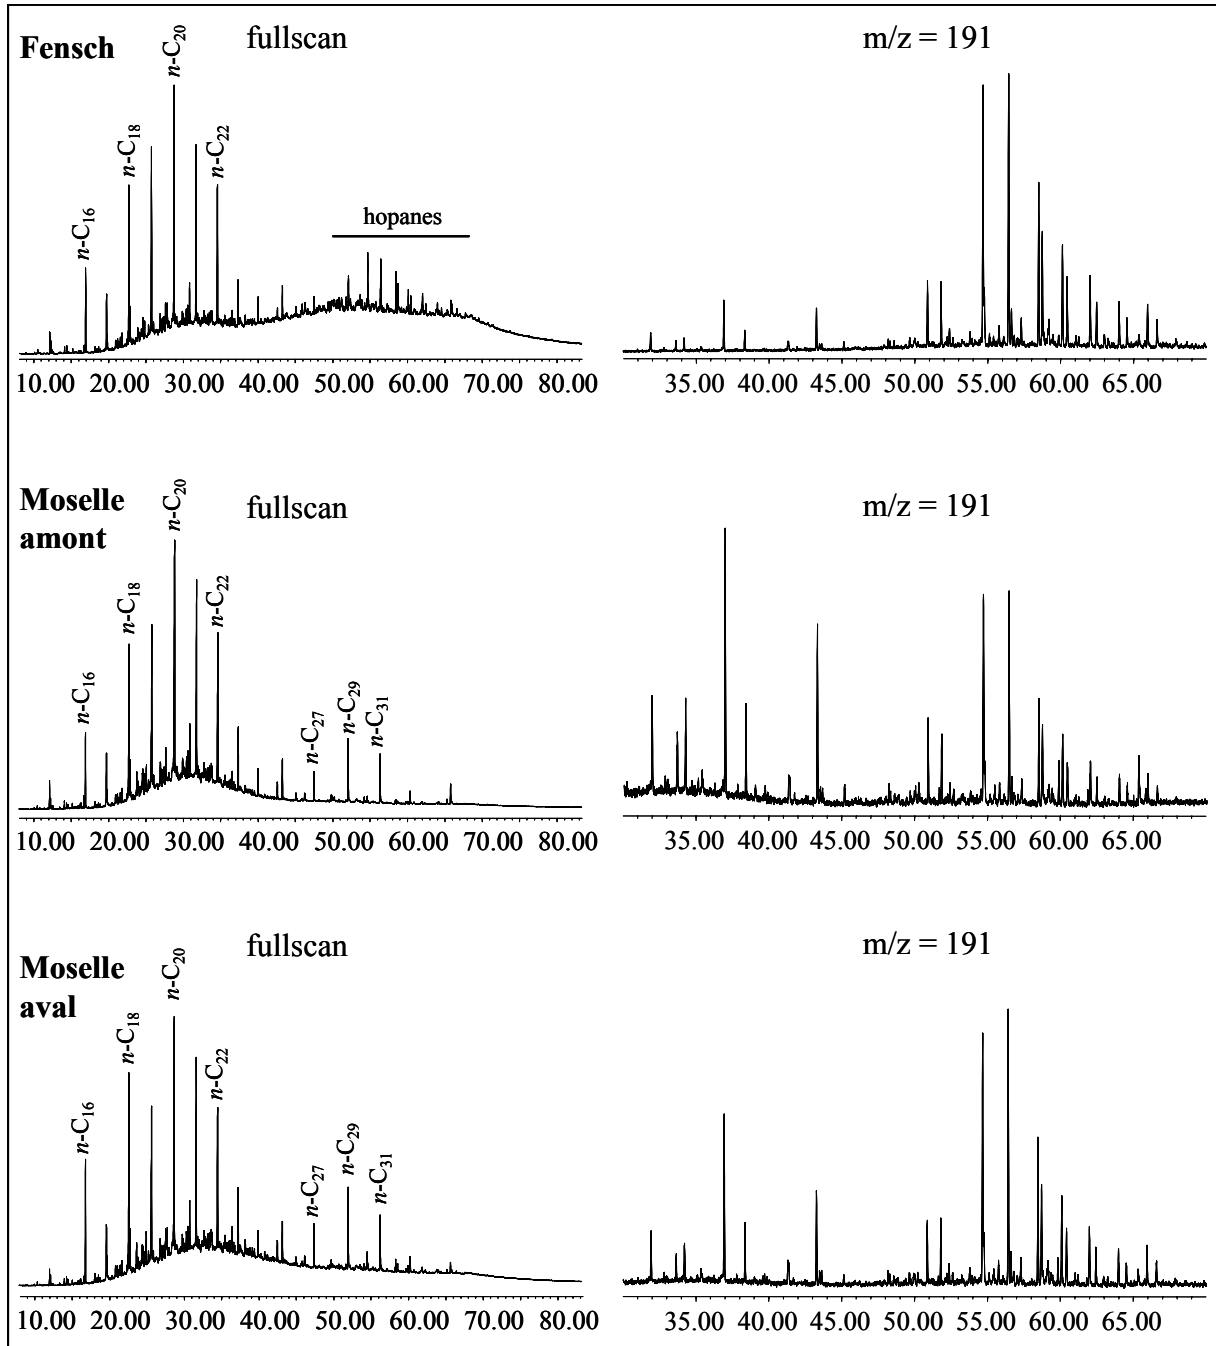 Fensch
fullscan
m/z = 191
n-C16
n-C18
n-C20
n-C22
hopanes
10.00 20.00 30.00 40.00 50.00 60.00 70.00 80.00
35.00 40.00 45.00 50.00 55.00 60.00 65.00
Moselle
amont
fullscan
m/z = 191
n-C16
n-C18
n-C20
n-C22
n-C27
n-C29
n-C31
10.00 20.00 30.00 40.00 50.00 60.00 70.00 80.00
35.00 40.00 45.00 50.00 55.00 60.00 65.00
Moselle
aval
fullscan
m/z = 191
n-C16
n-C18
n-C20
n-C22
n-C27
n-C29
n-C31
10.00 20.00 30.00 40.00 50.00 60.00 70.00 80.00
35.00 40.00 45.00 50.00 55.00 60.00 65.00